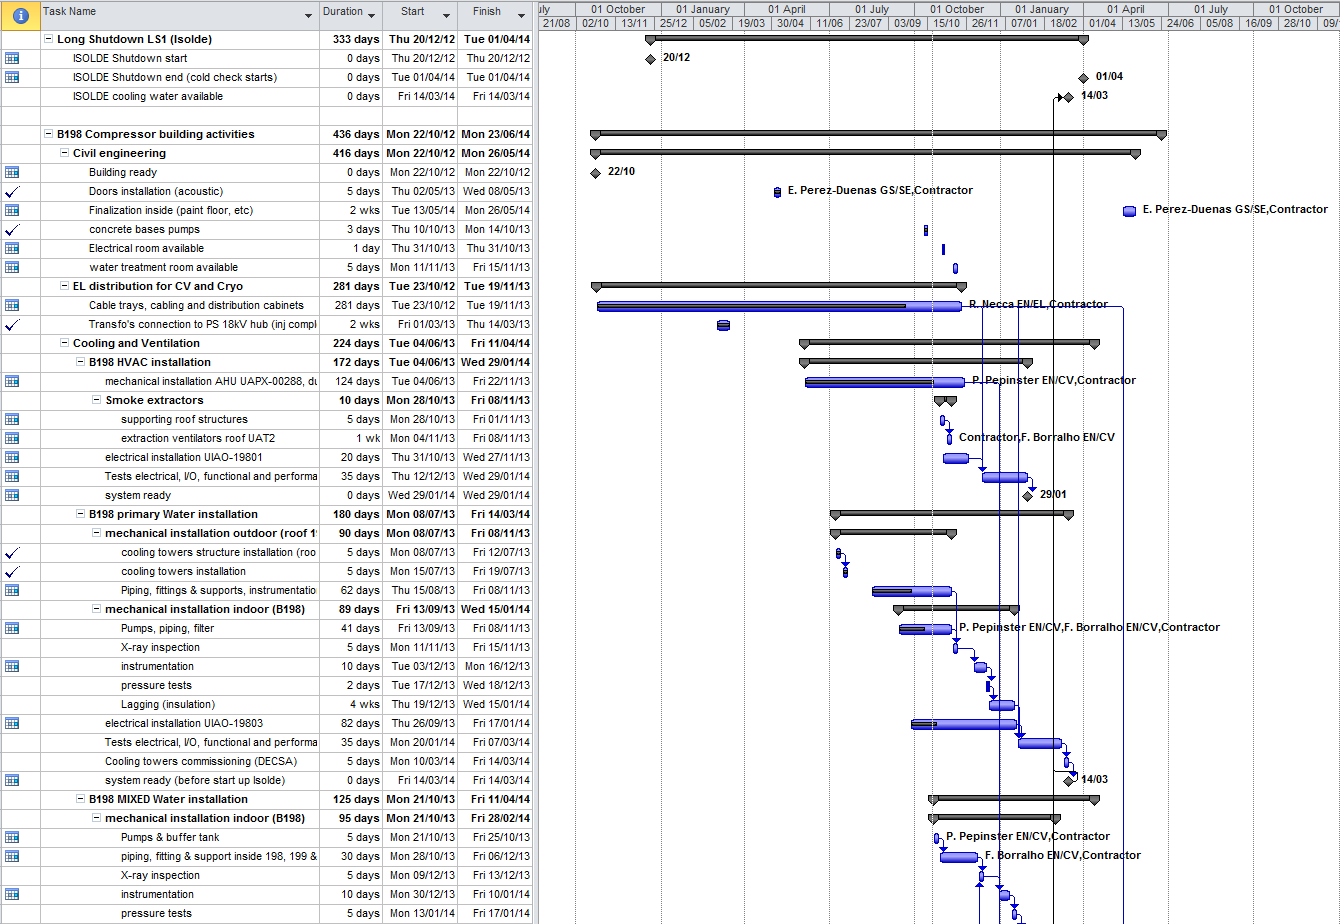 Task Name Duration Start Finish uly 01 October 01 January 01 April 01 July 01 October 01 January 01 April 01 July 01 October
21/08 02/10 13/11 25/12 05/02 19/03 30/04 11/06 23/07 03/09 15/10 26/11 07/01 18/02 01/04 13/05 24/06 05/08 16/09 28/10 09/
Long Shutdown LS1 (Isolde) 333 days Thu 20/12/12 Tue 01/04/14
ISOLDE Shutdown start 0 days Thu 20/12/12 Thu 20/12/12 20/12
ISOLDE Shutdown end (cold check starts) 0 days Tue 01/04/14 Tue 01/04/14 01/04
ISOLDE cooling water available 0 days Fri 14/03/14 Fri 14/03/14 14/03
B198 Compressor building activities 436 days Mon 22/10/12 Mon 23/06/14
Civil engineering 416 days Mon 22/10/12 Mon 26/05/14
Building ready 0 days Mon 22/10/12 Mon 22/10/12 22/10
Doors installation (acoustic) 5 days Thu 02/05/13 Wed 08/05/13 E. Perez-Duenas GS/SE,Contractor
Finalization inside (paint floor, etc) 2 wks Tue 13/05/14 Mon 26/05/14 E. Perez-Duenas GS/SE,Contractor
concrete bases pumps 3 days Thu 10/10/13 Mon 14/10/13
Electrical room available 1 day Thu 31/10/13 Thu 31/10/13
water treatment room available 5 days Mon 11/11/13 Fri 15/11/13
EL distribution for CV and Cryo 281 days Tue 23/10/12 Tue 19/11/13
Cable trays, cabling and distribution cabinets 281 days Tue 23/10/12 Tue 19/11/13 R. Necca EN/EL,Contractor
Transfo's connection to PS 18kV hub (inj compl 2 wks Fri 01/03/13 Thu 14/03/13
Cooling and Ventilation 224 days Tue 04/06/13 Fri 11/04/14
B198 HVAC installation 172 days Tue 04/06/13 Wed 29/01/14
mechanical installation AHU UAPX-00288, du 124 days Tue 04/06/13 Fri 22/11/13 P. Pepinster EN/CV,Contractor
Smoke extractors 10 days Mon 28/10/13 Fri 08/11/13
supporting roof structures 5 days Mon 28/10/13 Fri 01/11/13
extraction ventilators roof UAT2 1 wk Mon 04/11/13 Fri 08/11/13 Contractor,F. Borralho EN/CV
electrical installation UIAO-19801 20 days Thu 31/10/13 Wed 27/11/13
Tests electrical, I/O, functional and performa 35 days Thu 12/12/13 Wed 29/01/14
system ready 0 days Wed 29/01/14 Wed 29/01/14 29/01
B198 primary Water installation 180 days Mon 08/07/13 Fri 14/03/14
mechanical installation outdoor (roof 1 90 days Mon 08/07/13 Fri 08/11/13
cooling towers structure installation (roo 5 days Mon 08/07/13 Fri 12/07/13
cooling towers installation 5 days Mon 15/07/13 Fri 19/07/13
Piping, fittings & supports, instrumentatio 62 days Thu 15/08/13 Fri 08/11/13
mechanical installation indoor (B198) 89 days Fri 13/09/13 Wed 15/01/14
Pumps, piping, filter 41 days Fri 13/09/13 Fri 08/11/13 P. Pepinster EN/CV,F. Borralho EN/CV,Contractor
X-ray inspection 5 days Mon 11/11/13 Fri 15/11/13
instrumentation 10 days Tue 03/12/13 Mon 16/12/13
pressure tests 2 days Tue 17/12/13 Wed 18/12/13
Lagging (insulation) 4 wks Thu 19/12/13 Wed 15/01/14
electrical installation UIAO-19803 82 days Thu 26/09/13 Fri 17/01/14
Tests electrical, I/O, functional and performa 35 days Mon 20/01/14 Fri 07/03/14
Cooling towers commissioning (DECSA) 5 days Mon 10/03/14 Fri 14/03/14
system ready (before start up Isolde) 0 days Fri 14/03/14 Fri 14/03/14 14/03
B198 MIXED Water installation 125 days Mon 21/10/13 Fri 11/04/14
mechanical installation indoor (B198) 95 days Mon 21/10/13 Fri 28/02/14
Pumps & buffer tank 5 days Mon 21/10/13 Fri 25/10/13 P. Pepinster EN/CV,Contractor
piping, fitting & support inside 198, 199 & 30 days Mon 28/10/13 Fri 06/12/13 F. Borralho EN/CV,Contractor
X-ray inspection 5 days Mon 09/12/13 Fri 13/12/13
instrumentation 10 days Mon 30/12/13 Fri 10/01/14
pressure tests 5 days Mon 13/01/14 Fri 17/01/14